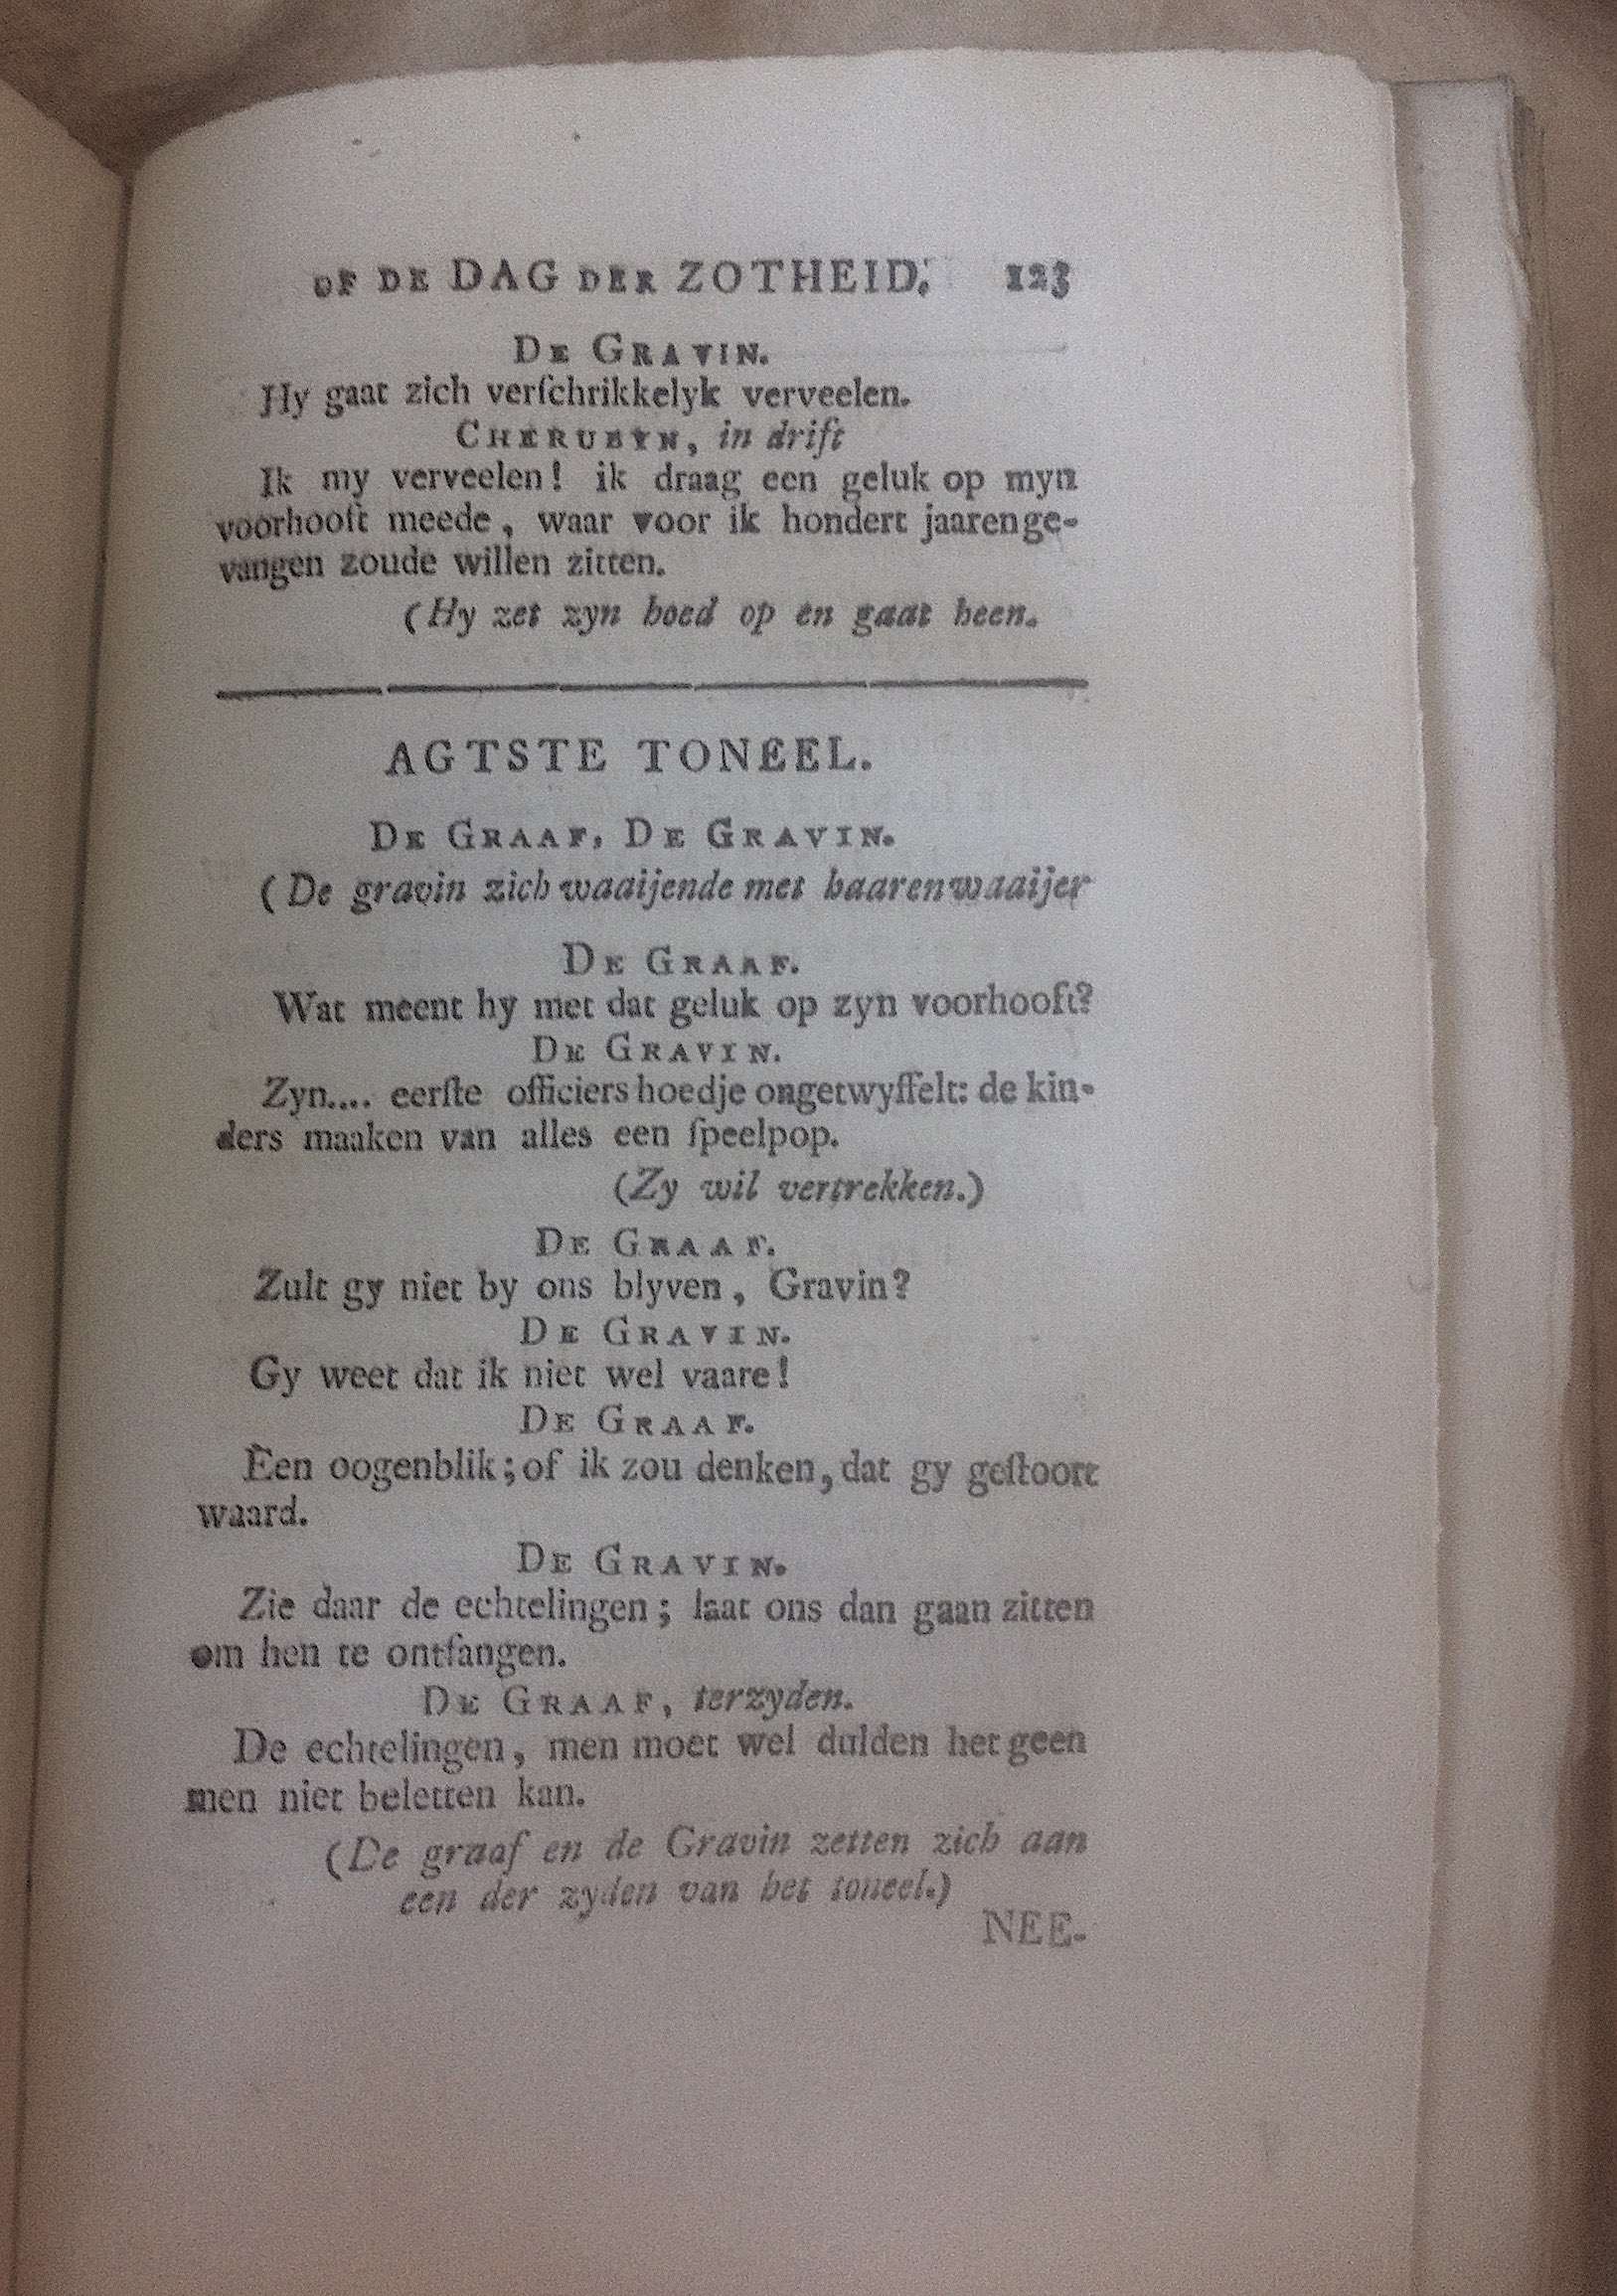 OF DE DAG DER ZOTHEID. 123
DE GRAVIN.
Hy gaat zich verſchrikkelyk verveelen.
CHERUBYN, in drift
Ik my verveelen! ik draag een geluk op myn
voorhooft meede, waar voor ik hondert jaaren ge-
vangen zoude willen zitten.
(Hy zet zyn hoed op en gaat heen.
AGTSTE TONEEL.
DE GRAAF, DE GRAVIN.
(De gravin zich waaijende met haaren waaijer
DE GRAAF.
Wat meent hy met dat geluk op zyn voorhooft?
DE GRAVIN.
Zyn.... eerſte officiers hoedje ongetwyffelt: de kin-
ders maaken van alles een ſpeelpop.
(Zy wil vertrekken.)
DE GRAAF.
Zult gy niet by ons blyven, Gravin?
DE GRAVIN.
Gy weet dat ik niet wel vaare!
DE GRAAF.
Een oogenblik; of ik zou denken, dat gy geſtoort
waard.
DE GRAVIN.
Zie daar de echtelingen; laat ons dan gaan zitten
om hen te ontfangen.
DE GRAAF, terzyden.
De echtelingen, men moet wel dulden het geen
men niet beletten kan.
(De graaf en de Gravin zetten zich aan
een der zyden van het toneel.)
NEE-